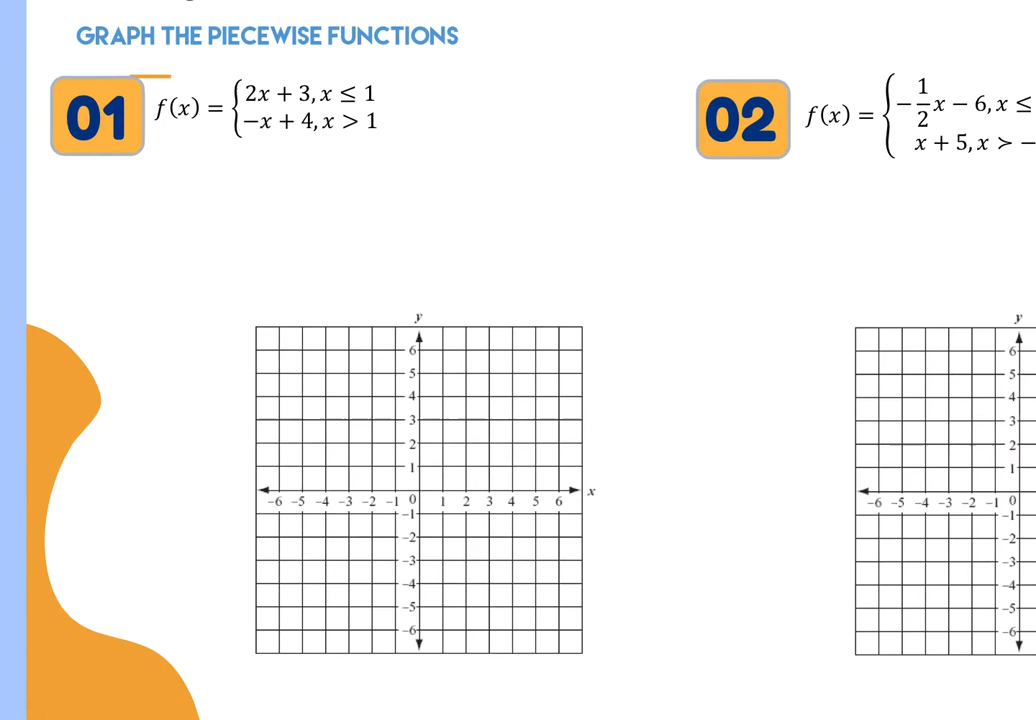 GRAPH THE PIECEWISE FUNCTIONS
01 f(x) = {2x + 3, x ≤ 1
−x + 4, x > 1
02 f(x) = {−1/2x − 6, x ≤
x + 5, x > −
y
6
5
4
3
2
1
−6 −5 −4 −3 −2 −1 0 1 2 3 4 5 6 x
−1
−2
−3
−4
−5
−6
y
6
5
4
3
2
1
−6 −5 −4 −3 −2 −1 0
−1
−2
−3
−4
−5
−6